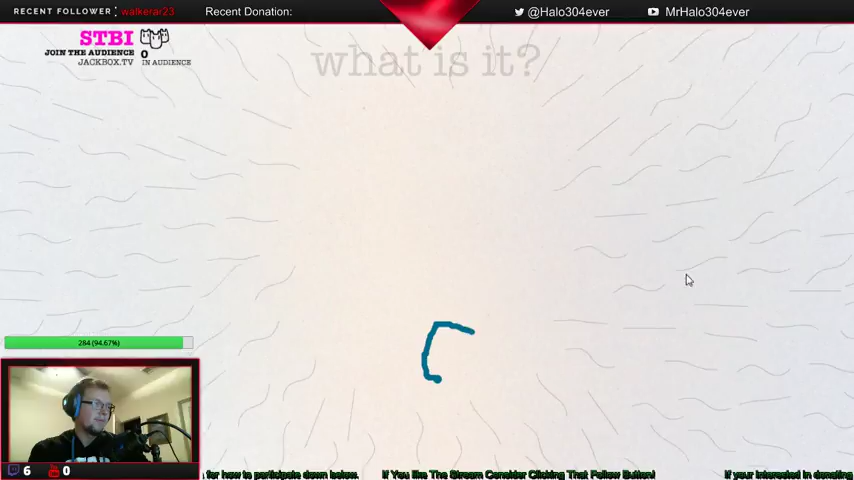 RECENT FOLLOWER walkerar23
Recent Donation:
@Halo304ever
MrHalo304ever
STBI
JOIN THE AUDIENCE
JACKBOX.TV
0
IN AUDIENCE
what is it?
284 (94.67%)
6
0
for how to participate down below.
If You like The Stream Consider Clicking That Follow Button!
If your interested in donating